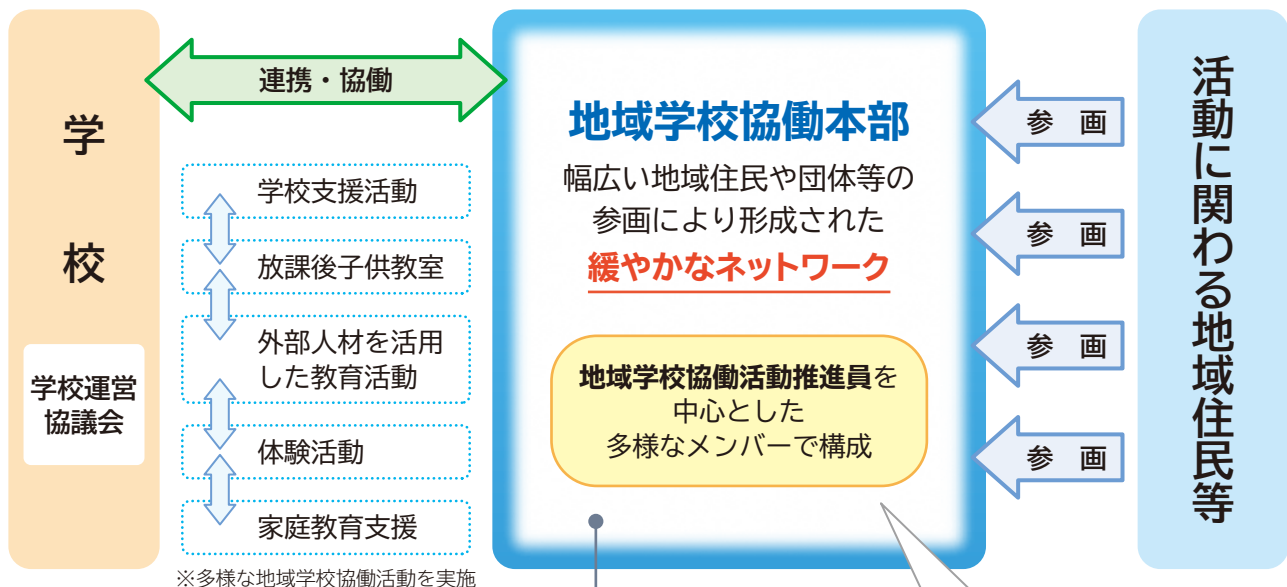 学校
学校運営
協議会
連携・協働
学校支援活動
放課後子供教室
外部人材を活用
した教育活動
体験活動
家庭教育支援
※多様な地域学校協働活動を実施
地域学校協働本部
幅広い地域住民や団体等の
参画により形成された
緩やかなネットワーク
地域学校協働活動推進員を
中心とした
多様なメンバーで構成
参 画
参 画
参 画
参 画
活動に関わる地域住民等